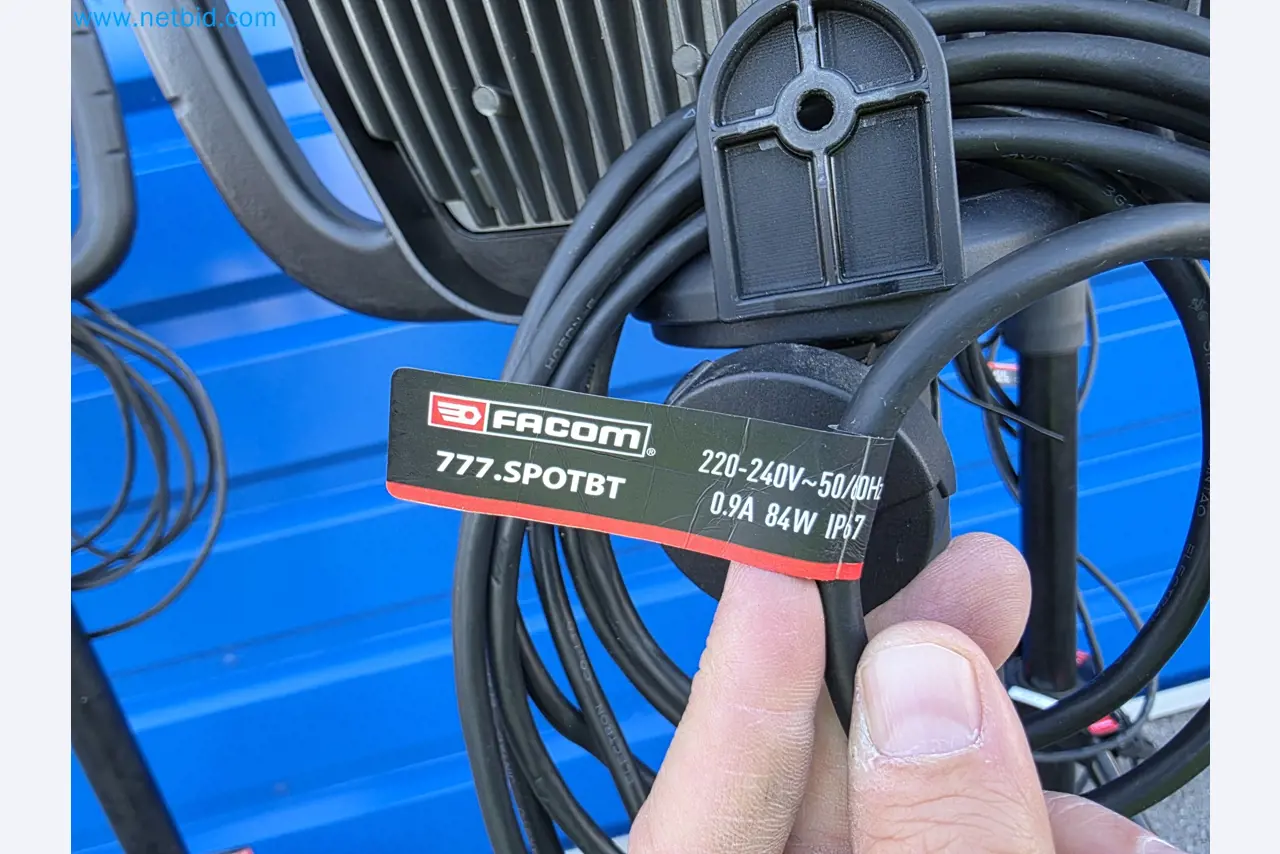 www.netbid.com
FACOM®
777.SPOTBT
220-240V~50/60Hz
0.9A 84W IP67